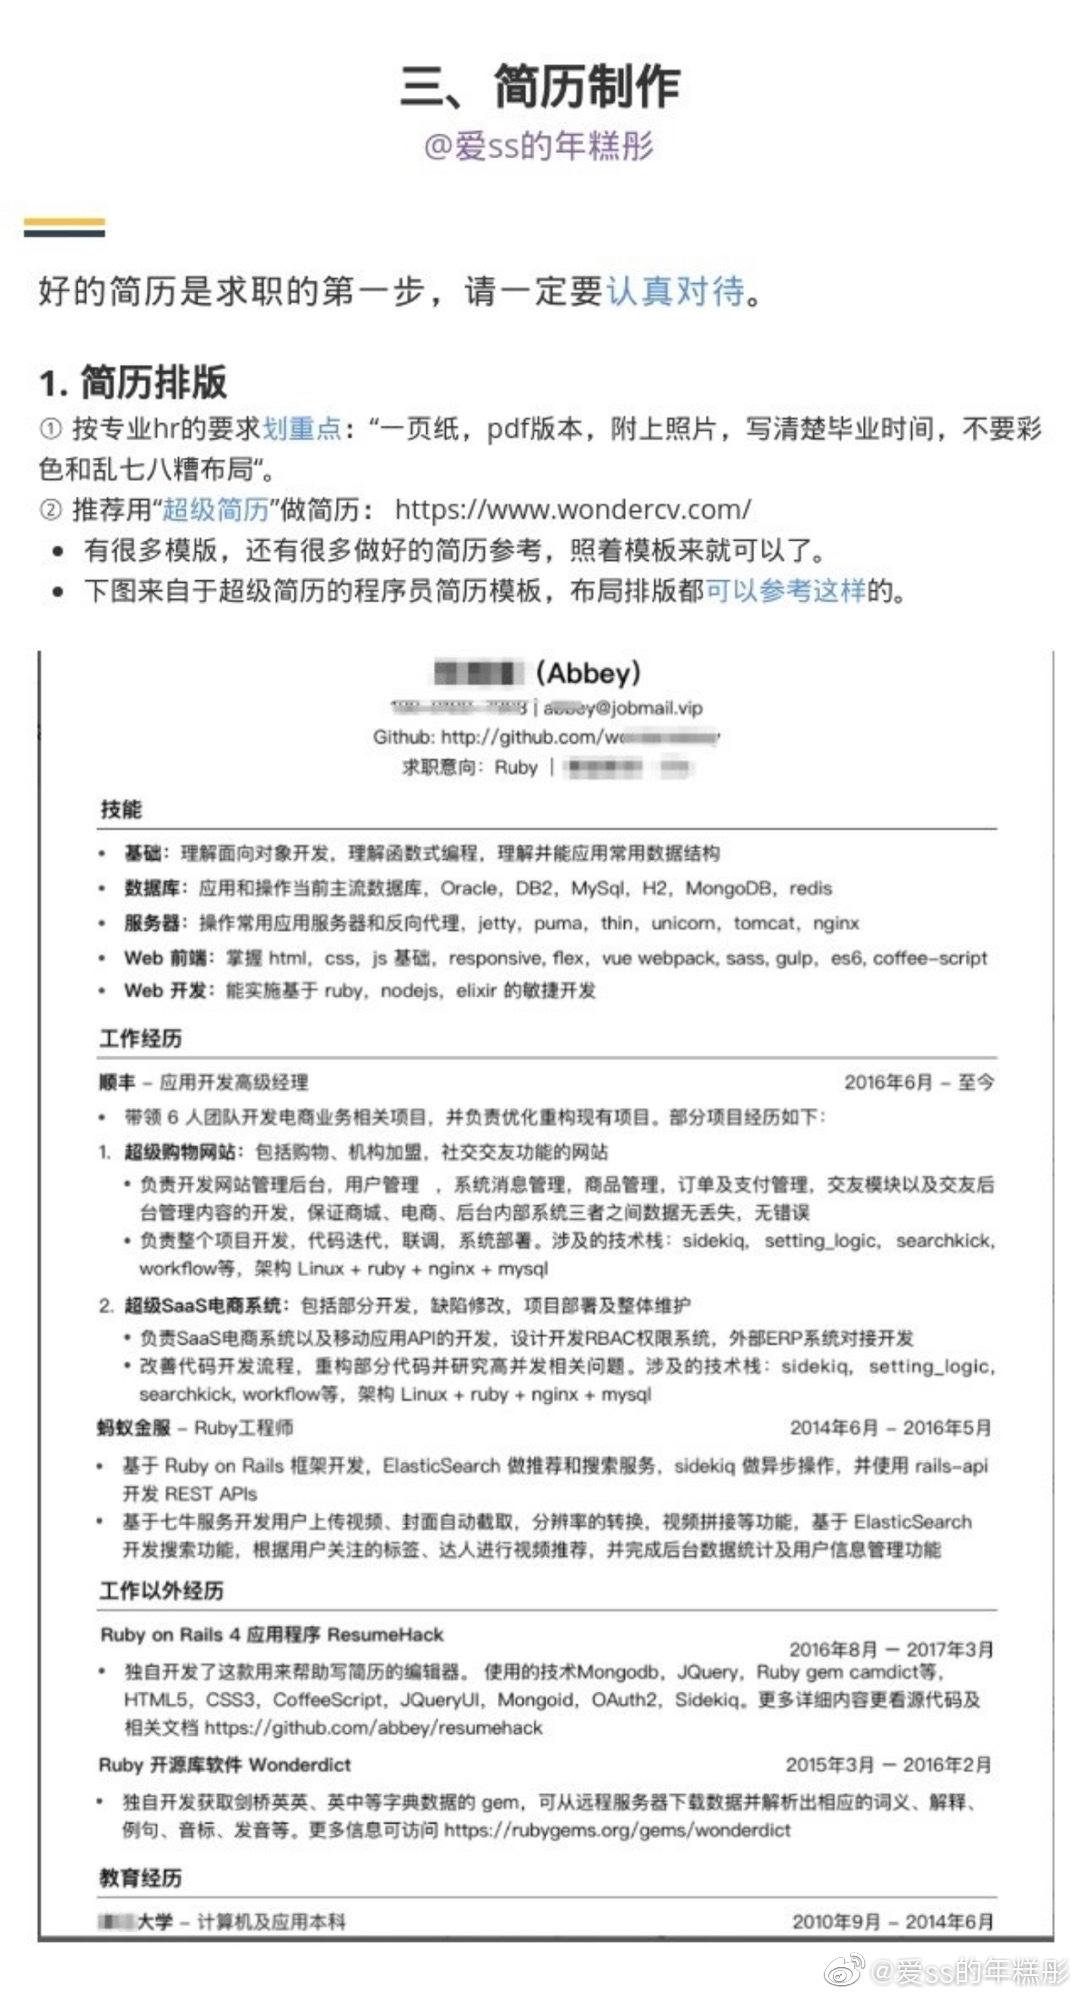 三、简历制作
@爱ss的年糕彤
好的简历是求职的第一步，请一定要认真对待。
1. 简历排版
① 按专业hr的要求划重点：“一页纸，pdf版本，附上照片，写清楚毕业时间，不要彩
色和乱七八糟布局“。
② 推荐用“超级简历”做简历： https://www.wondercv.com/
• 有很多模版，还有很多做好的简历参考，照着模板来就可以了。
• 下图来自于超级简历的程序员简历模板，布局排版都可以参考这样的。
（Abbey）
| abbey@jobmail.vip
Github: http://github.com/wo
求职意向：Ruby |
技能
• 基础：理解面向对象开发，理解函数式编程，理解并能应用常用数据结构
• 数据库：应用和操作当前主流数据库，Oracle，DB2，MySql，H2，MongoDB，redis
• 服务器：操作常用应用服务器和反向代理，jetty，puma，thin，unicorn，tomcat，nginx
• Web 前端：掌握 html，css，js 基础，responsive, flex，vue webpack, sass, gulp，es6, coffee-script
• Web 开发：能实施基于 ruby，nodejs，elixir 的敏捷开发
工作经历
顺丰 – 应用开发高级经理 2016年6月 – 至今
• 带领 6 人团队开发电商业务相关项目，并负责优化重构现有项目。部分项目经历如下：
1. 超级购物网站：包括购物、机构加盟，社交交友功能的网站
• 负责开发网站管理后台，用户管理 ，系统消息管理，商品管理，订单及支付管理，交友模块以及交友后
台管理内容的开发，保证商城、电商、后台内部系统三者之间数据无丢失，无错误
• 负责整个项目开发，代码迭代，联调，系统部署。涉及的技术栈：sidekiq，setting_logic，searchkick,
workflow等，架构 Linux + ruby + nginx + mysql
2. 超级SaaS电商系统：包括部分开发，缺陷修改，项目部署及整体维护
• 负责SaaS电商系统以及移动应用API的开发，设计开发RBAC权限系统，外部ERP系统对接开发
• 改善代码开发流程，重构部分代码并研究高并发相关问题。涉及的技术栈：sidekiq，setting_logic,
searchkick, workflow等，架构 Linux + ruby + nginx + mysql
蚂蚁金服 – Ruby工程师 2014年6月 – 2016年5月
• 基于 Ruby on Rails 框架开发，ElasticSearch 做推荐和搜索服务，sidekiq 做异步操作，并使用 rails-api
开发 REST APIs
• 基于七牛服务开发用户上传视频、封面自动截取，分辨率的转换，视频拼接等功能，基于 ElasticSearch
开发搜索功能，根据用户关注的标签、达人进行视频推荐，并完成后台数据统计及用户信息管理功能
工作以外经历
Ruby on Rails 4 应用程序 ResumeHack 2016年8月 — 2017年3月
• 独自开发了这款用来帮助写简历的编辑器。 使用的技术Mongodb，JQuery，Ruby gem camdict等，
HTML5，CSS3，CoffeeScript，JQueryUI，Mongoid，OAuth2，Sidekiq。更多详细内容更看源代码及
相关文档 https://github.com/abbey/resumehack
Ruby 开源库软件 Wonderdict 2015年3月 — 2016年2月
• 独自开发获取剑桥英英、英中等字典数据的 gem，可从远程服务器下载数据并解析出相应的词义、解释、
例句、音标、发音等。更多信息可访问 https://rubygems.org/gems/wonderdict
教育经历
大学 – 计算机及应用本科 2010年9月 – 2014年6月
@爱ss的年糕彤